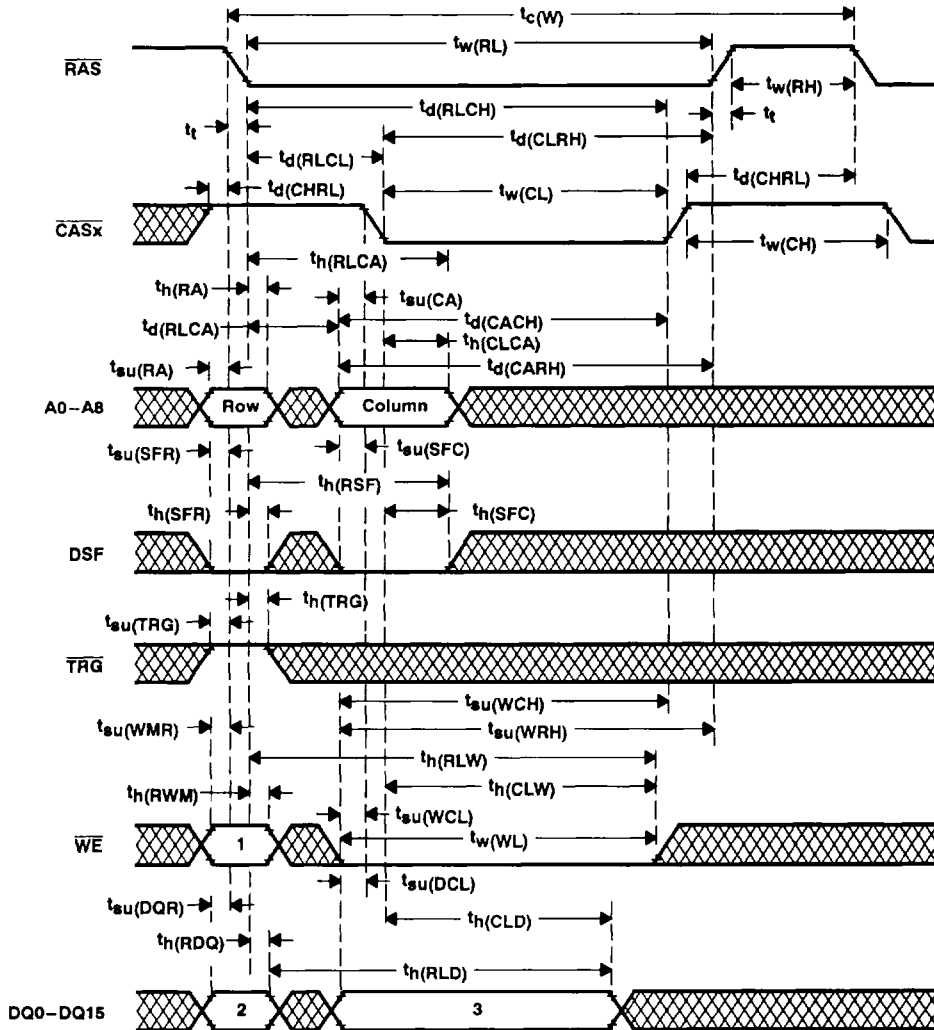 tc(W)
tw(RL)
RAS
tw(RH)
td(RLCH)
tt
tt
td(CLRH)
td(RLCL)
td(CHRL)
td(CHRL)
tw(CL)
CASx
tw(CH)
th(RLCA)
th(RA)
tsu(CA)
td(RLCA)
td(CACH)
th(CLCA)
tsu(RA)
td(CARH)
A0–A8
Row
Column
tsu(SFR)
tsu(SFC)
th(RSF)
th(SFR)
th(SFC)
DSF
th(TRG)
tsu(TRG)
TRG
tsu(WCH)
tsu(WMR)
tsu(WRH)
th(RLW)
th(CLW)
th(RWM)
tsu(WCL)
tw(WL)
WE
1
tsu(DCL)
tsu(DQR)
th(CLD)
th(RDQ)
th(RLD)
DQ0–DQ15
2
3